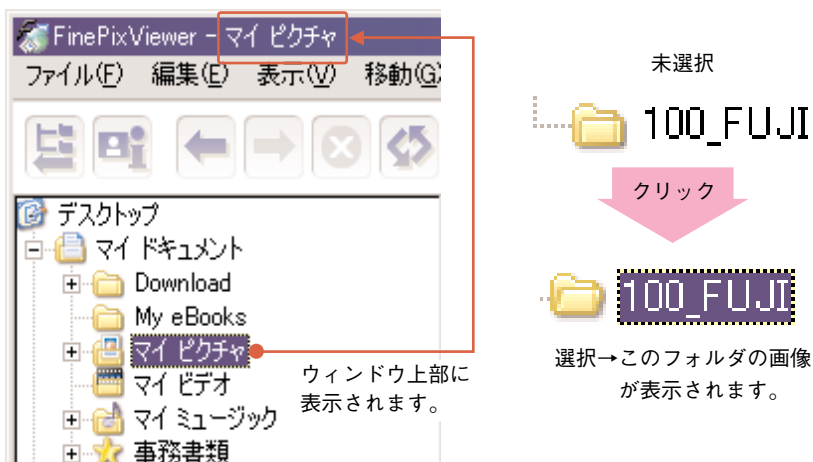 FinePixViewer - マイ ピクチャ
ファイル(F) 編集(E) 表示(V) 移動(G)
デスクトップ
マイ ドキュメント
Download
My eBooks
マイ ピクチャ
マイ ビデオ
マイ ミュージック
事務書類
ウィンドウ上部に
表示されます。
未選択
100_FUJI
クリック
100_FUJI
選択→このフォルダの画像
が表示されます。